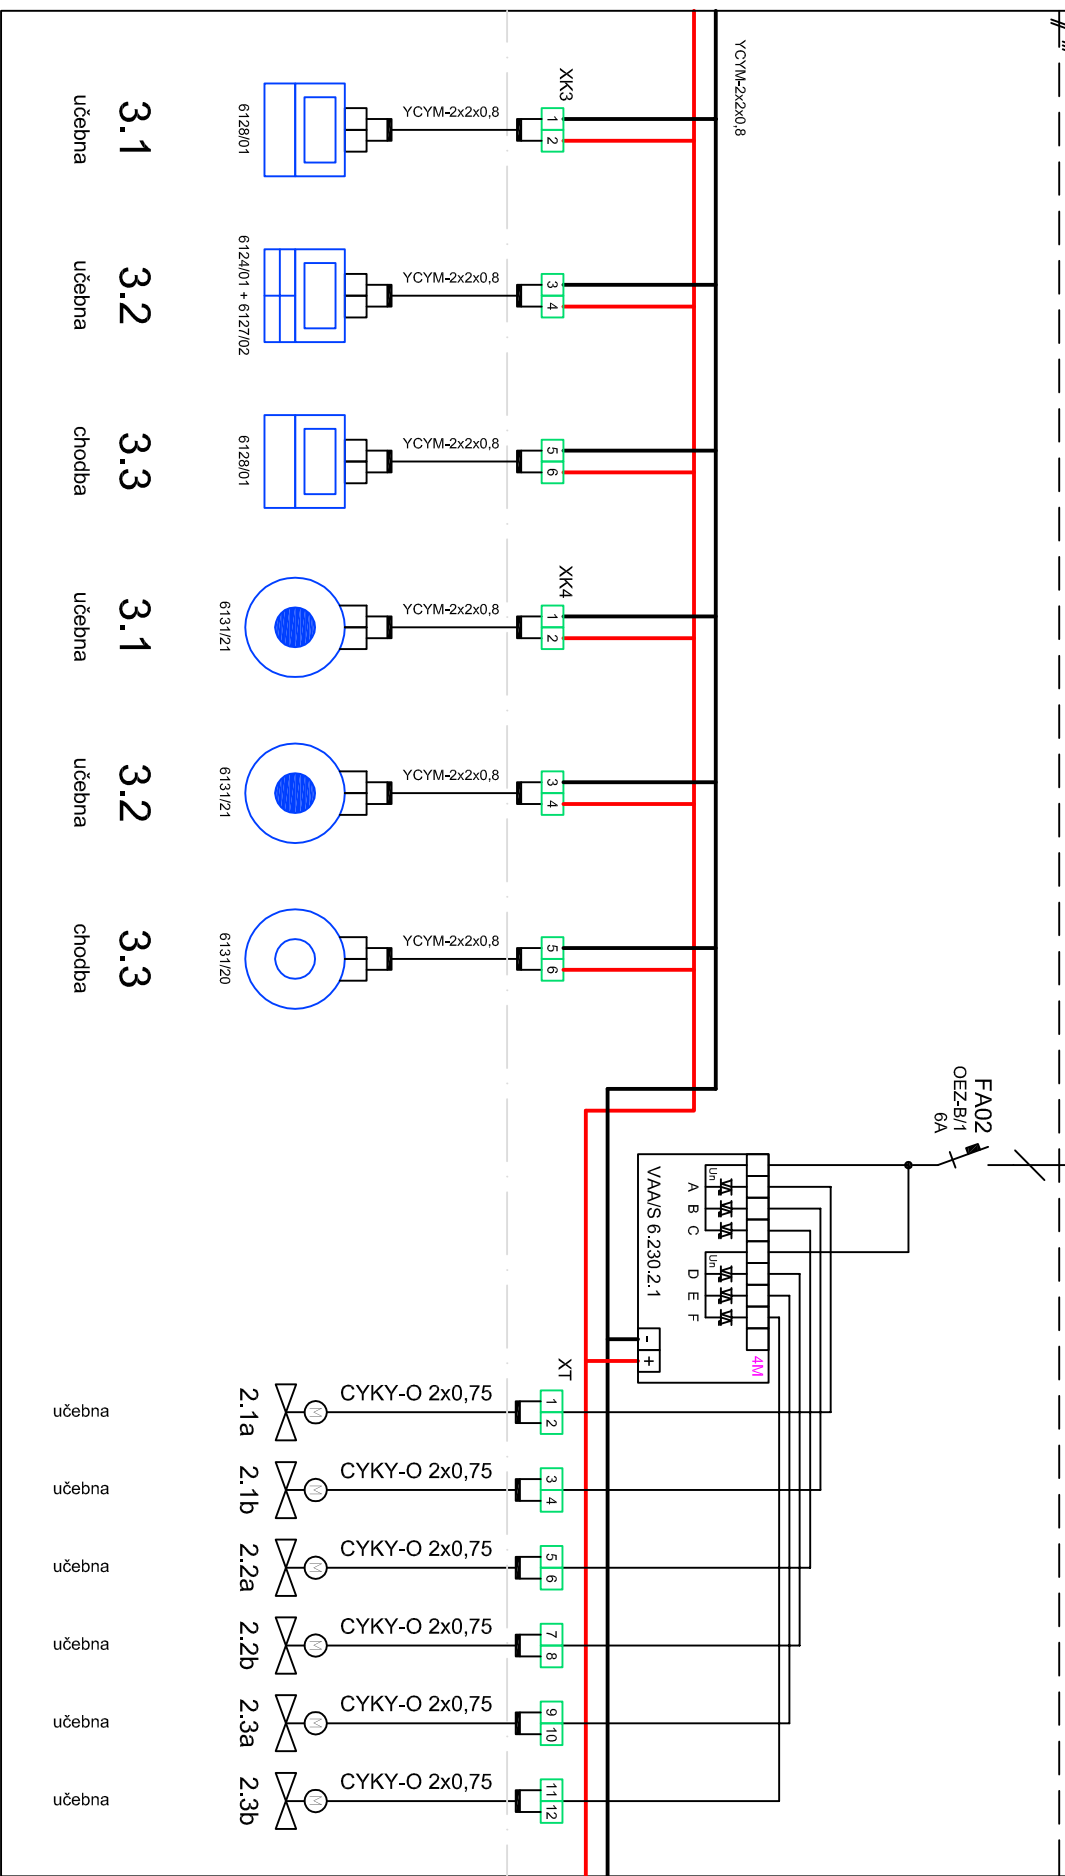 YCYM-2x2x0,8
XK3
1
2
YCYM-2x2x0,8
6128/01
3.1
učebna
3
4
YCYM-2x2x0,8
6124/01 + 6127/02
3.2
učebna
5
6
YCYM-2x2x0,8
6128/01
3.3
chodba
XK4
1
2
YCYM-2x2x0,8
6131/21
3.1
učebna
3
4
YCYM-2x2x0,8
6131/21
3.2
učebna
5
6
YCYM-2x2x0,8
6131/20
3.3
chodba
FA02
OEZ-B/1
6A
Un
A
B
C
Un
D
E
F
VAA/S 6.230.2.1
-
+
4M
XT
1
2
CYKY-O 2x0,75
M
2.1a
učebna
3
4
CYKY-O 2x0,75
M
2.1b
učebna
5
6
CYKY-O 2x0,75
M
2.2a
učebna
7
8
CYKY-O 2x0,75
M
2.2b
učebna
9
10
CYKY-O 2x0,75
M
2.3a
učebna
11
12
CYKY-O 2x0,75
M
2.3b
učebna